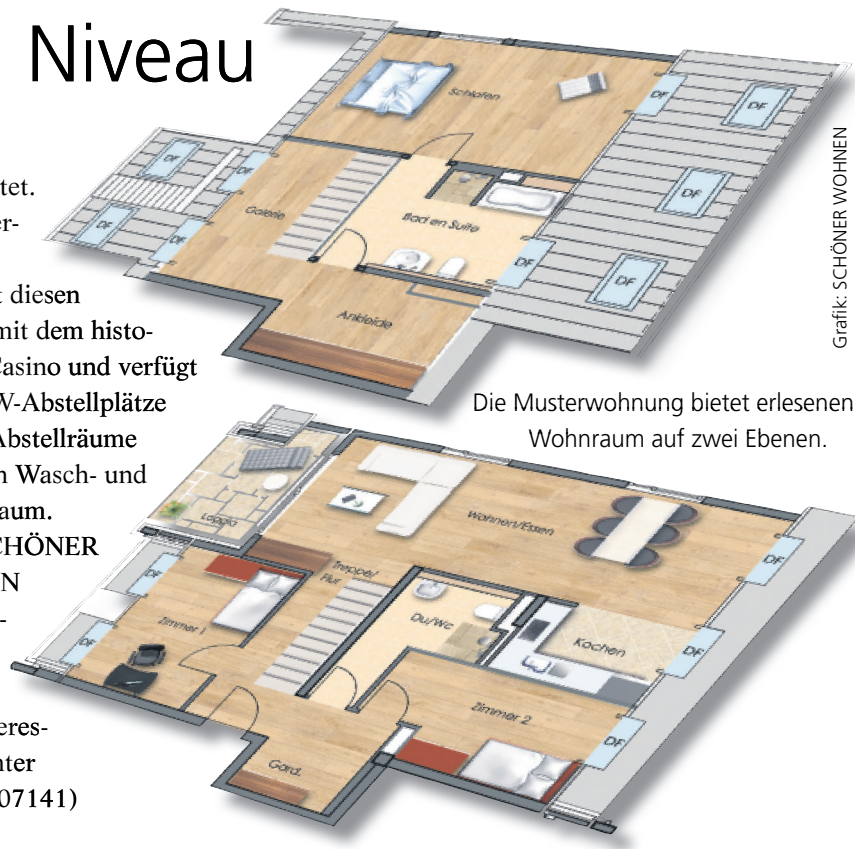 Niveau
tet.
er-
t diesen
mit dem histo-
Casino und verfügt
W-Abstellplätze
Abstellräume
n Wasch- und
aum.
CHÖNER
N
-
eres-
nter
07141)
Schlafen
DF
DF
DF
DF
DF
DF
DF
DF
DF
Galerie
Bad en Suite
Ankleide
Grafik: SCHÖNER WOHNEN
Die Musterwohnung bietet erlesenen
Wohnraum auf zwei Ebenen.
Loggia
Wohnen/Essen
Treppe/
Flur
Zimmer 1
Du/Wc
Kochen
Zimmer 2
Gard.
DF
DF
DF
DF
DF